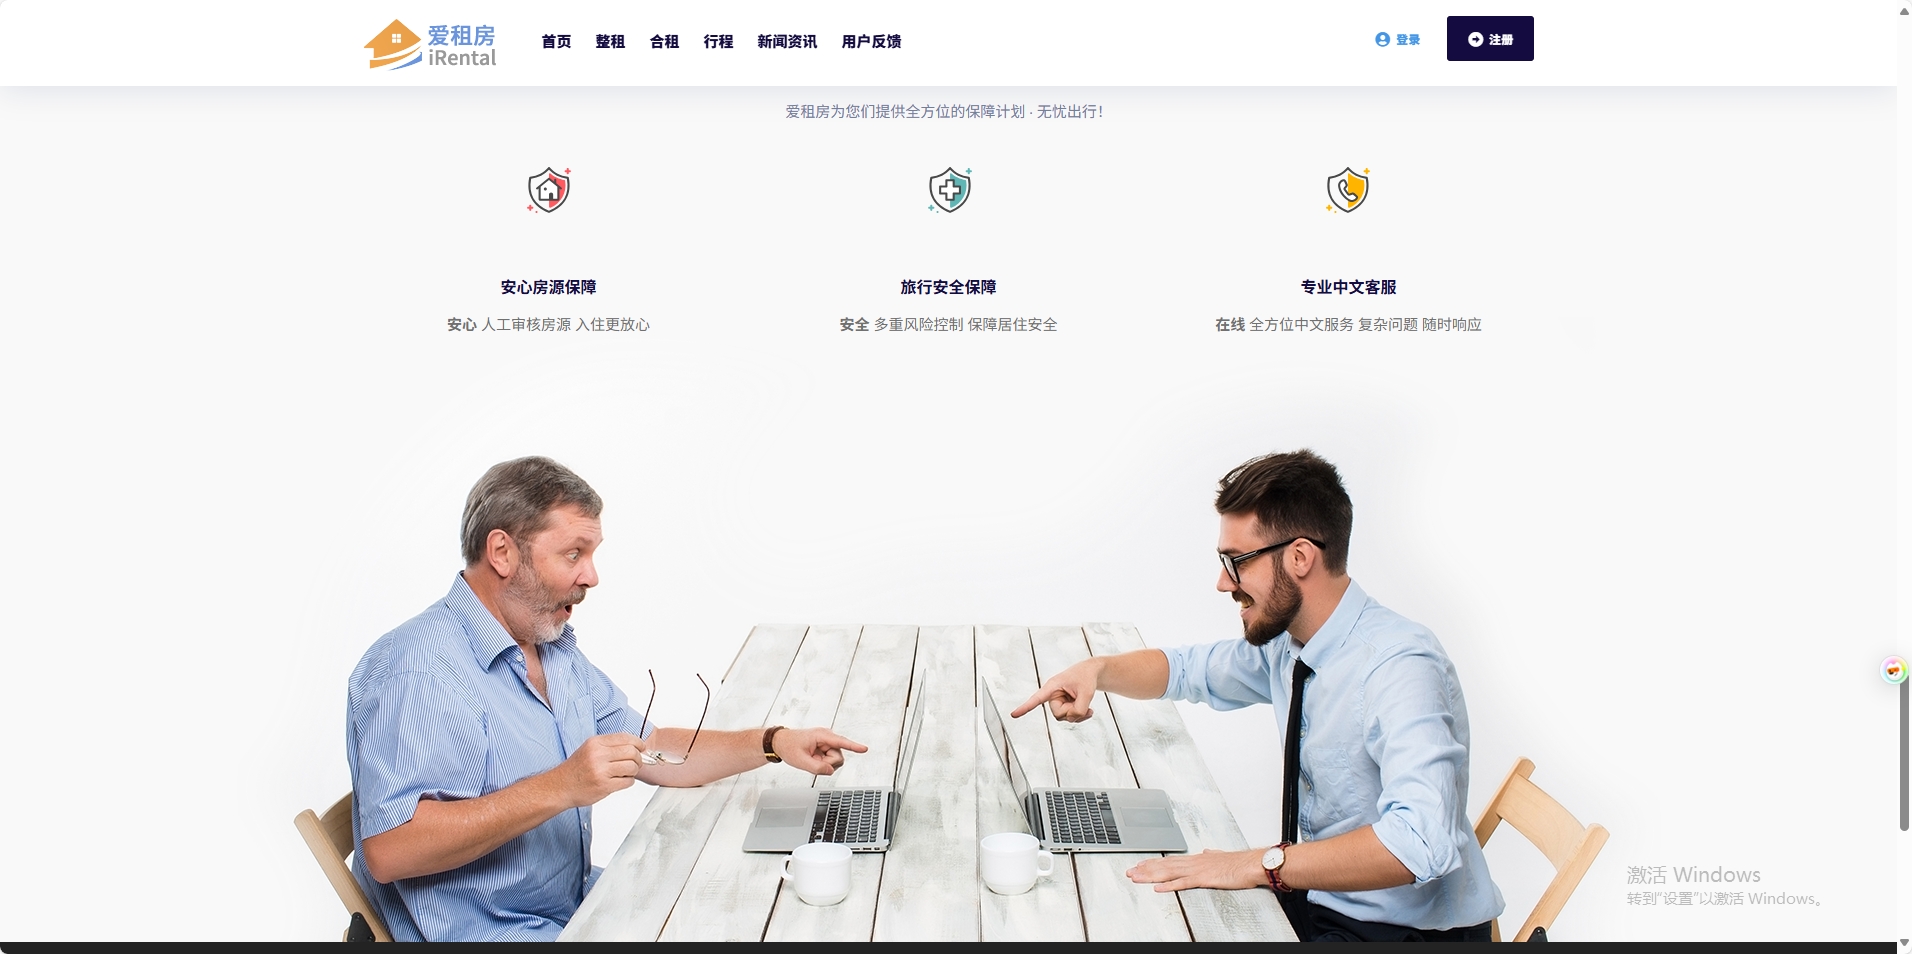 爱租房
iRental
首页 整租 合租 行程 新闻资讯 用户反馈
登录 注册
爱租房为您们提供全方位的保障计划 · 无忧出行！
安心房源保障 旅行安全保障 专业中文客服
安心 人工审核房源 入住更放心
安全 多重风险控制 保障居住安全
在线 全方位中文服务 复杂问题 随时响应
激活 Windows
转到"设置"以激活 Windows。